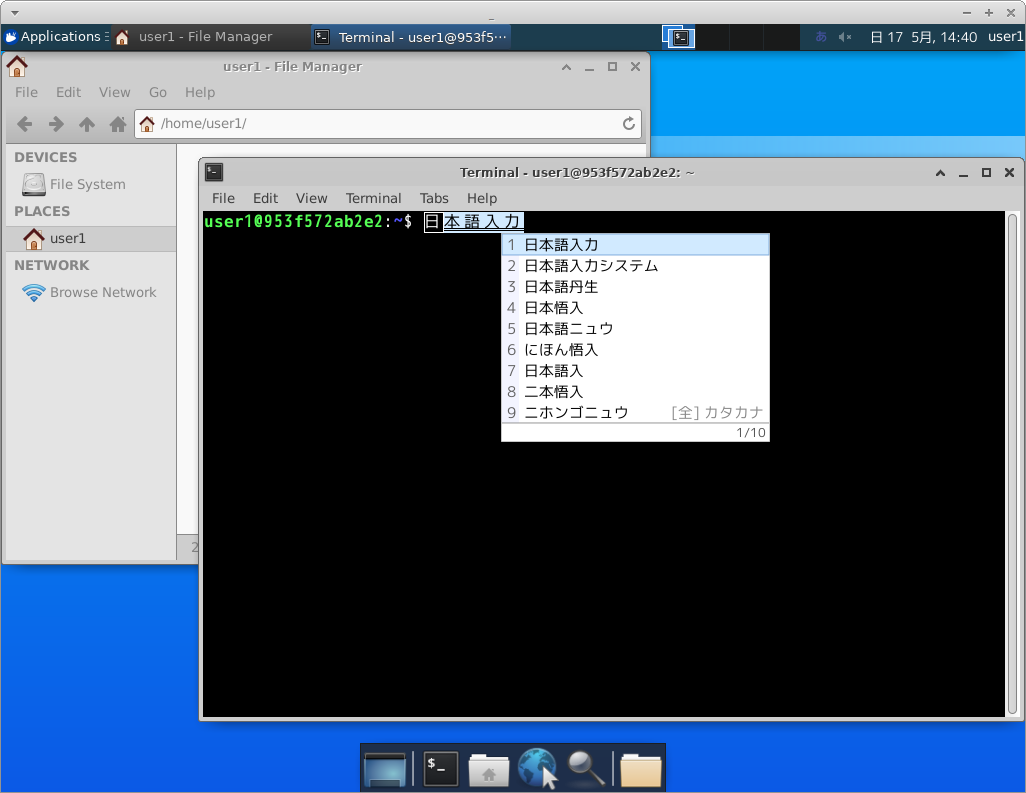 Applications
user1 - File Manager
Terminal - user1@953f5···
あ
日 17 5月, 14:40
user1
user1 - File Manager
File Edit View Go Help
/home/user1/
DEVICES
File System
PLACES
user1
NETWORK
Browse Network
2
Terminal - user1@953f572ab2e2: ~
File Edit View Terminal Tabs Help
user1@953f572ab2e2:~$ 日本語入力
1 日本語入力
2 日本語入力システム
3 日本語丹生
4 日本悟入
5 日本語ニュウ
6 にほん悟入
7 日本語入
8 二本悟入
9 ニホンゴニュウ [全] カタカナ
1/10
$_